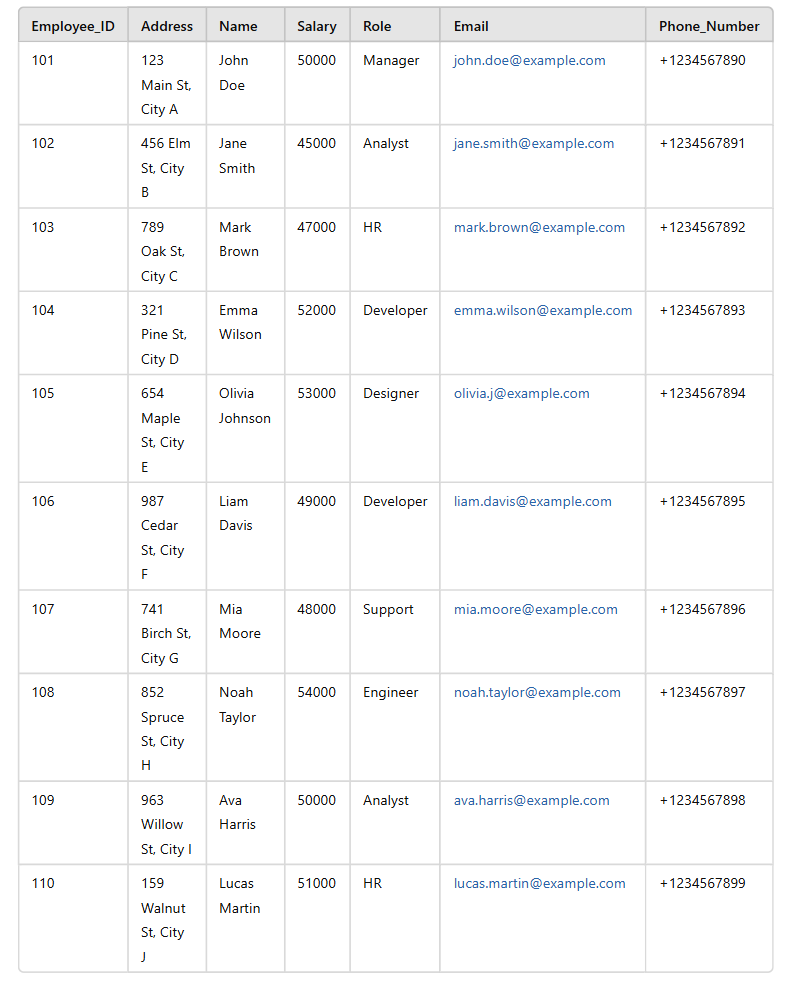 Employee_ID Address Name Salary Role Email Phone_Number
101 123 John 50000 Manager john.doe@example.com +1234567890
Main St, Doe
City A
102 456 Elm Jane 45000 Analyst jane.smith@example.com +1234567891
St, City Smith
B
103 789 Mark 47000 HR mark.brown@example.com +1234567892
Oak St, Brown
City C
104 321 Emma 52000 Developer emma.wilson@example.com +1234567893
Pine St, Wilson
City D
105 654 Olivia 53000 Designer olivia.j@example.com +1234567894
Maple Johnson
St, City
E
106 987 Liam 49000 Developer liam.davis@example.com +1234567895
Cedar Davis
St, City
F
107 741 Mia 48000 Support mia.moore@example.com +1234567896
Birch St, Moore
City G
108 852 Noah 54000 Engineer noah.taylor@example.com +1234567897
Spruce Taylor
St, City
H
109 963 Ava 50000 Analyst ava.harris@example.com +1234567898
Willow Harris
St, City I
110 159 Lucas 51000 HR lucas.martin@example.com +1234567899
Walnut Martin
St, City
J